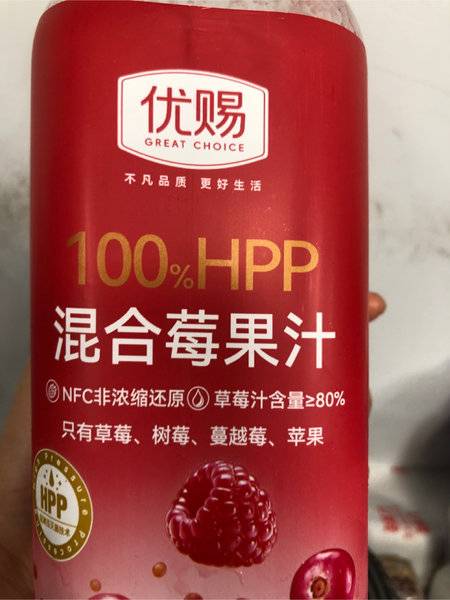 优赐
GREAT CHOICE
不凡品质 更好生活
100%HPP
混合莓果汁
NFC非浓缩还原 草莓汁含量≥80%
只有草莓、树莓、蔓越莓、苹果
Pressure
HPP